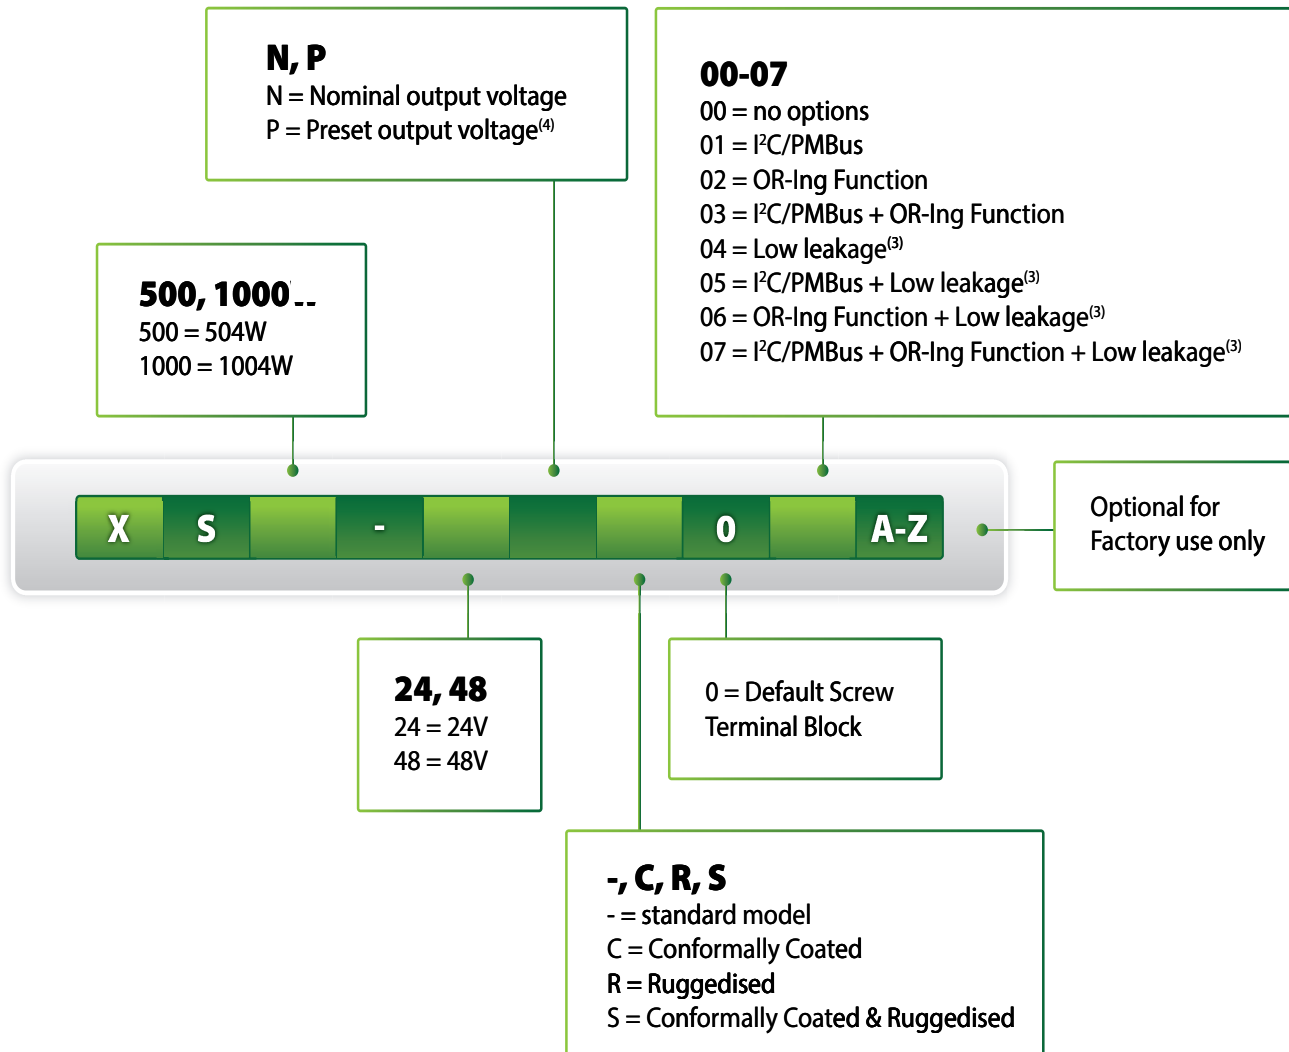 N, P
N = Nominal output voltage
P = Preset output voltage(4)
00-07
00 = no options
01 = I²C/PMBus
02 = OR-Ing Function
03 = I²C/PMBus + OR-Ing Function
04 = Low leakage(3)
05 = I²C/PMBus + Low leakage(3)
06 = OR-Ing Function + Low leakage(3)
07 = I²C/PMBus + OR-Ing Function + Low leakage(3)
500, 1000
500 = 504W
1000 = 1004W
X S - 0 A-Z
Optional for
Factory use only
24, 48
24 = 24V
48 = 48V
0 = Default Screw
Terminal Block
-, C, R, S
- = standard model
C = Conformally Coated
R = Ruggedised
S = Conformally Coated & Ruggedised